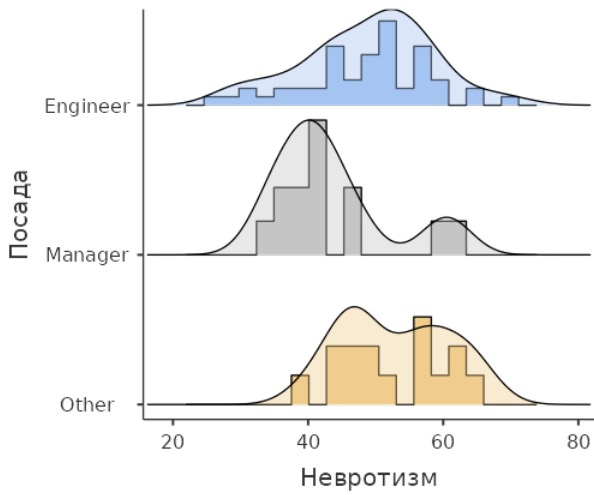 Посада
Engineer
Manager
Other
20 40 60 80
Невротизм